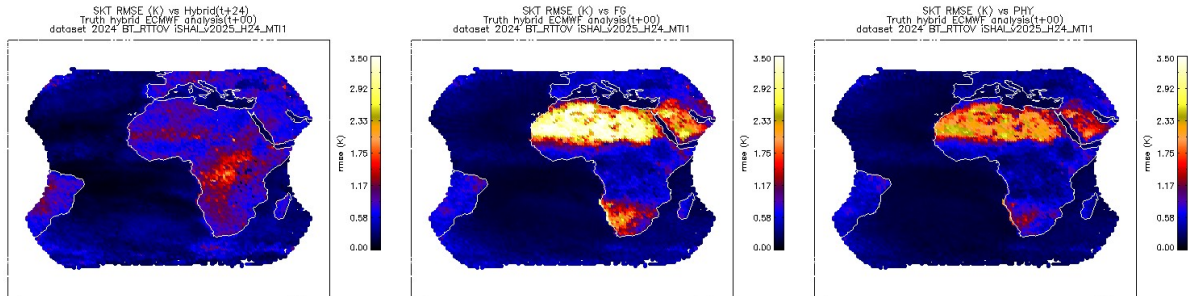 SKT RMSE (K) vs Hybrid(t+24)
Truth hybrid ECMWF analysis(t+00)
dataset 2024 BT_RTTOV iSHAI_v2025_H24_MTI1
3.50
2.92
2.33
1.75
1.17
0.58
0.00
rmse (K)
SKT RMSE (K) vs FG
Truth hybrid ECMWF analysis(t+00)
dataset 2024 BT_RTTOV iSHAI_v2025_H24_MTI1
3.50
2.92
2.33
1.75
1.17
0.58
0.00
rmse (K)
SKT RMSE (K) vs PHY
Truth hybrid ECMWF analysis(t+00)
dataset 2024 BT_RTTOV iSHAI_v2025_H24_MTI1
3.50
2.92
2.33
1.75
1.17
0.58
0.00
rmse (K)